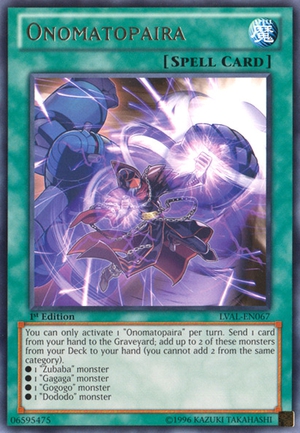 ONOMATOPAIRA
[SPELL CARD]
魔
1st Edition
LVAL-EN067
You can only activate 1 "Onomatopaira" per turn. Send 1 card
from your hand to the Graveyard; add up to 2 of these monsters
from your Deck to your hand (you cannot add 2 from the same
category).
● 1 "Zubaba" monster
● 1 "Gagaga" monster
● 1 "Gogogo" monster
● 1 "Dododo" monster
06595475
©1996 KAZUKI TAKAHASHI